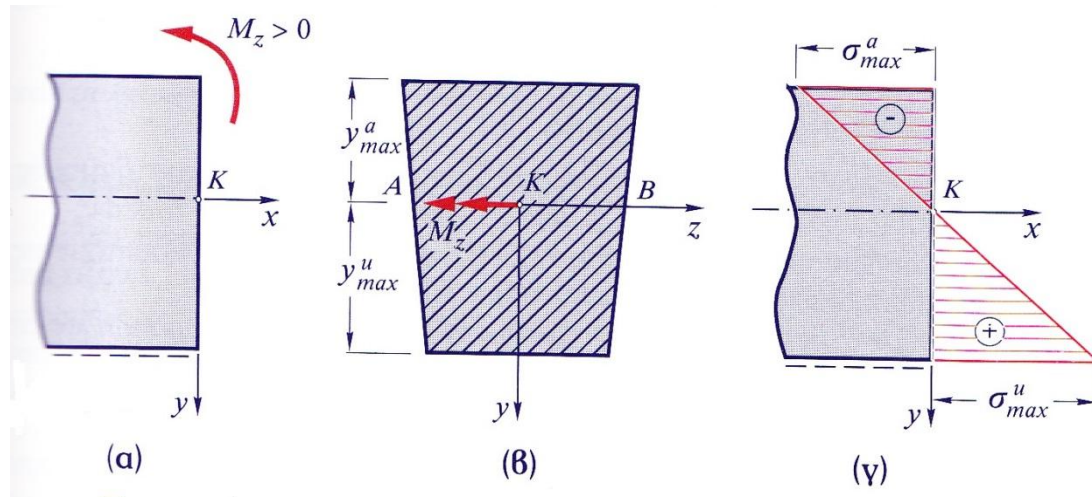 M_z > 0
K
x
y
(α)
y^a_max
y^u_max
A
K
B
M_z
z
y
(β)
σ^a_max
-
K
x
+
σ^u_max
y
(γ)